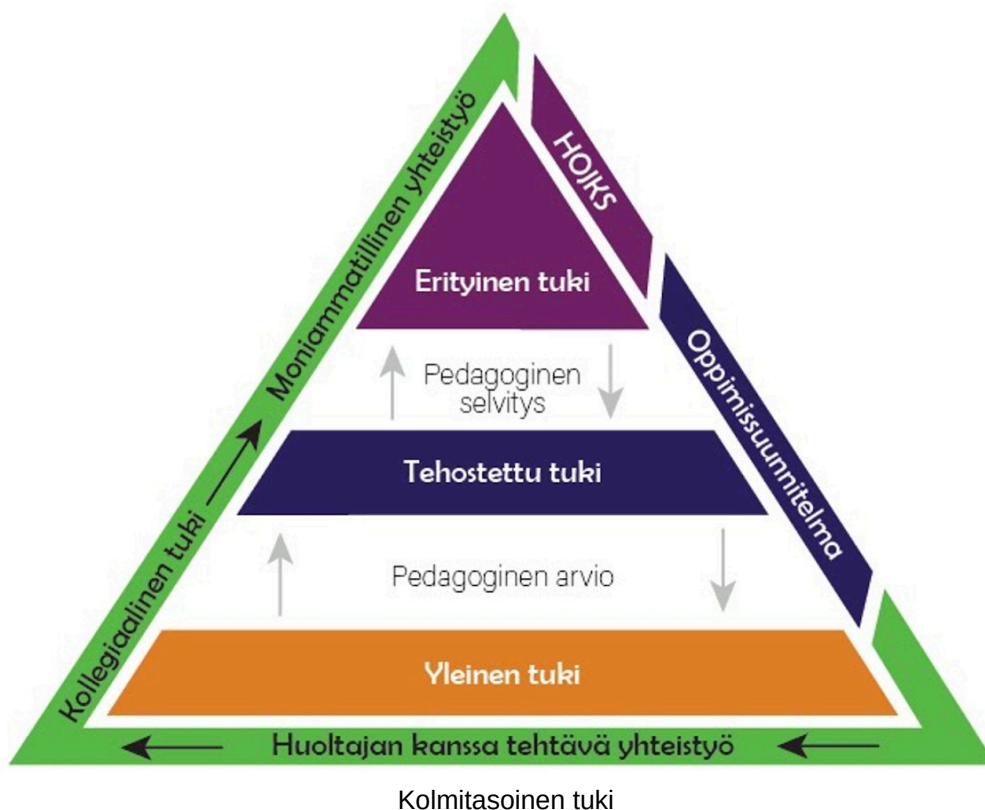 Kollegiaalinen tuki
Moniammatillinen yhteistyö
HOJKS
Oppimissuunnitelma
Erityinen tuki
Pedagoginen
selvitys
Tehostettu tuki
Pedagoginen arvio
Yleinen tuki
Huoltajan kanssa tehtävä yhteistyö
Kolmitasoinen tuki